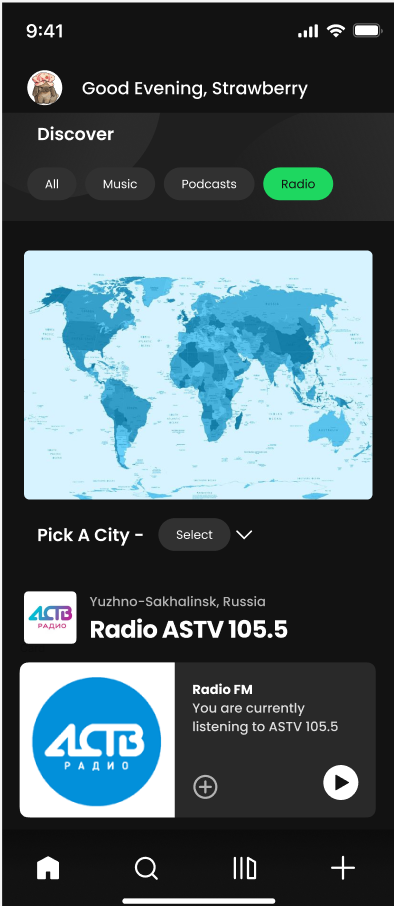 9:41
Good Evening, Strawberry
Discover
All Music Podcasts Radio
Pick A City - Select
АСТВ
РАДИО
Yuzhno-Sakhalinsk, Russia
Radio ASTV 105.5
АСТВ
РАДИО
Radio FM
You are currently
listening to ASTV 105.5